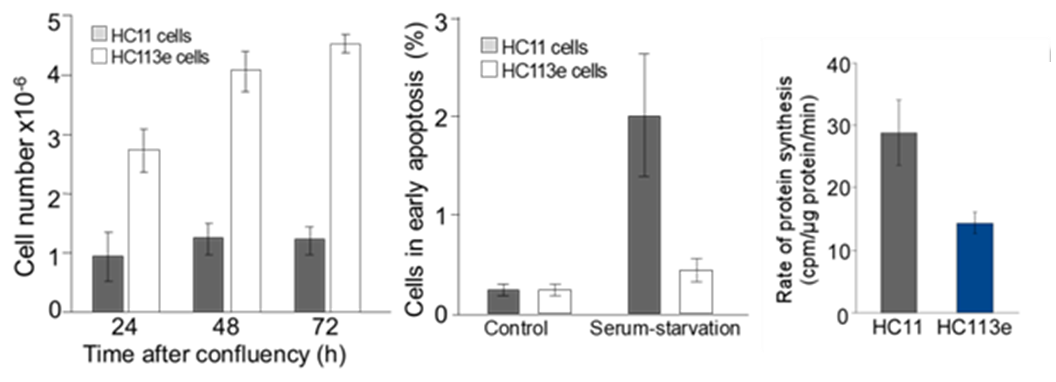 Cell number x10-6
5
4
3
2
1
0
HC11 cells
HC113e cells
24 48 72
Time after confluency (h)
Cells in early apoptosis (%)
3
2
1
0
HC11 cells
HC113e cells
Control Serum-starvation
Rate of protein synthesis
(cpm/µg protein/min)
40
30
20
10
0
HC11 HC113e